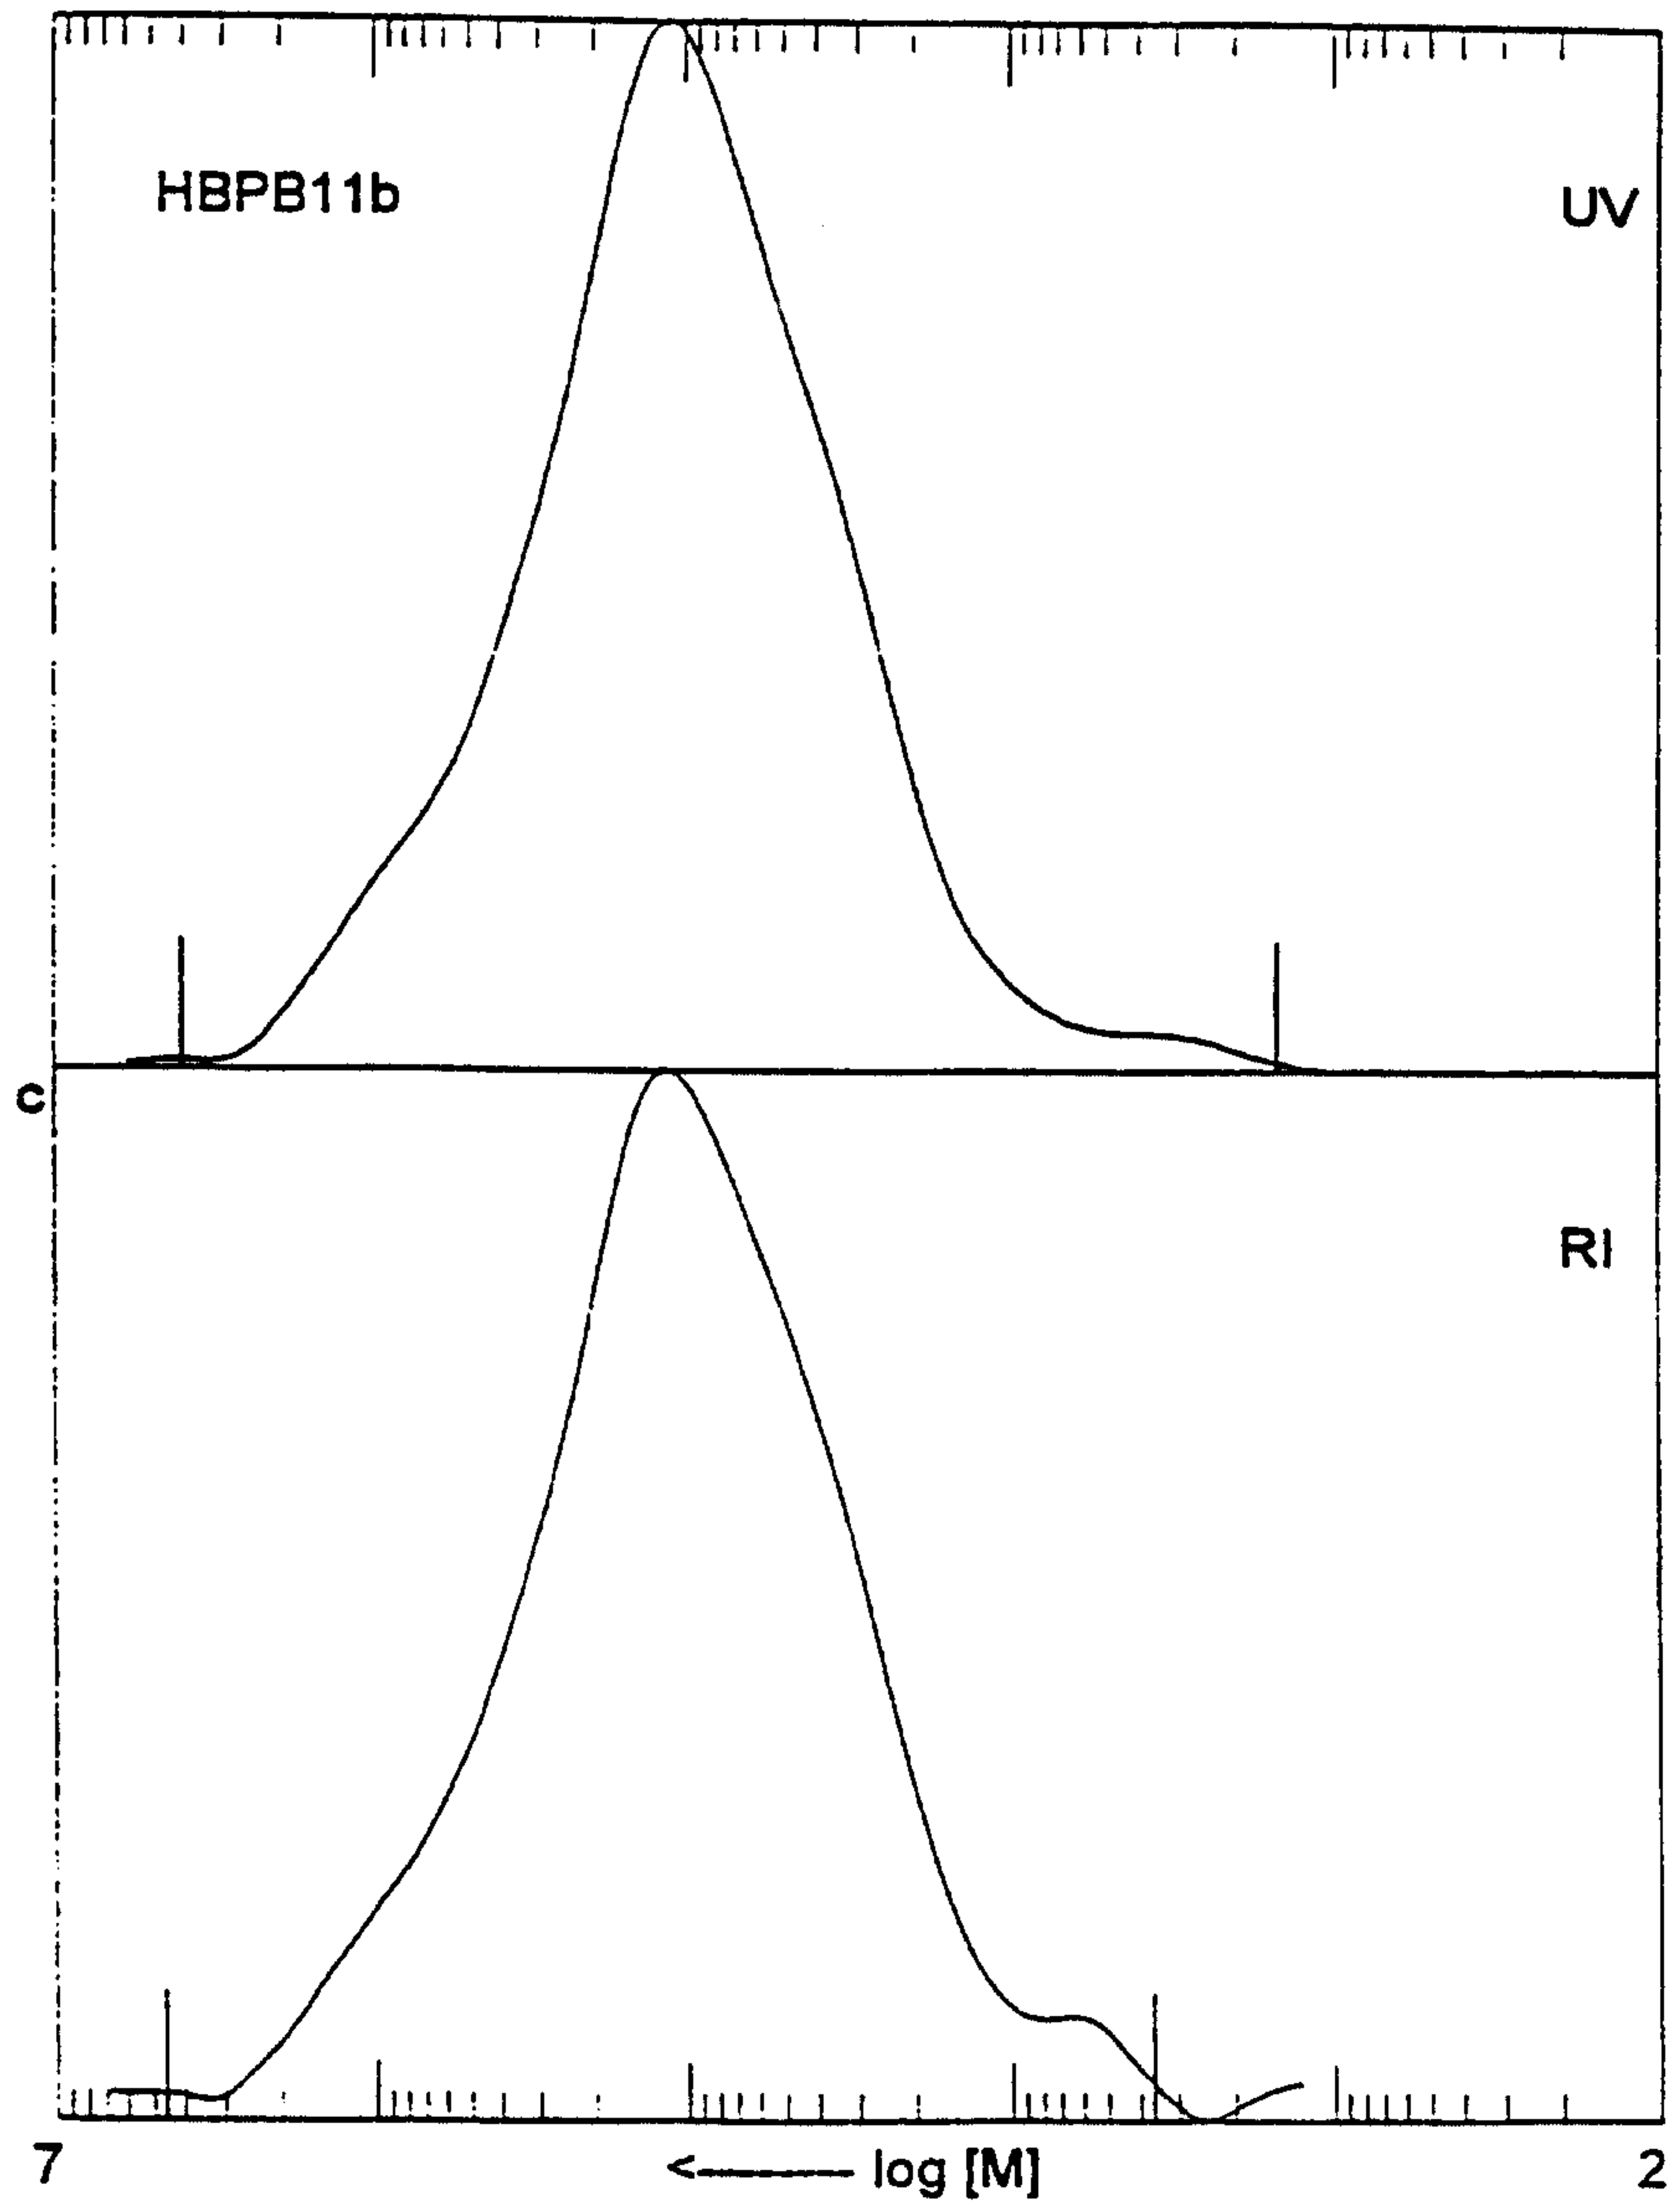 HBPB11b
UV
c
RI
7
<——— log [M]
2